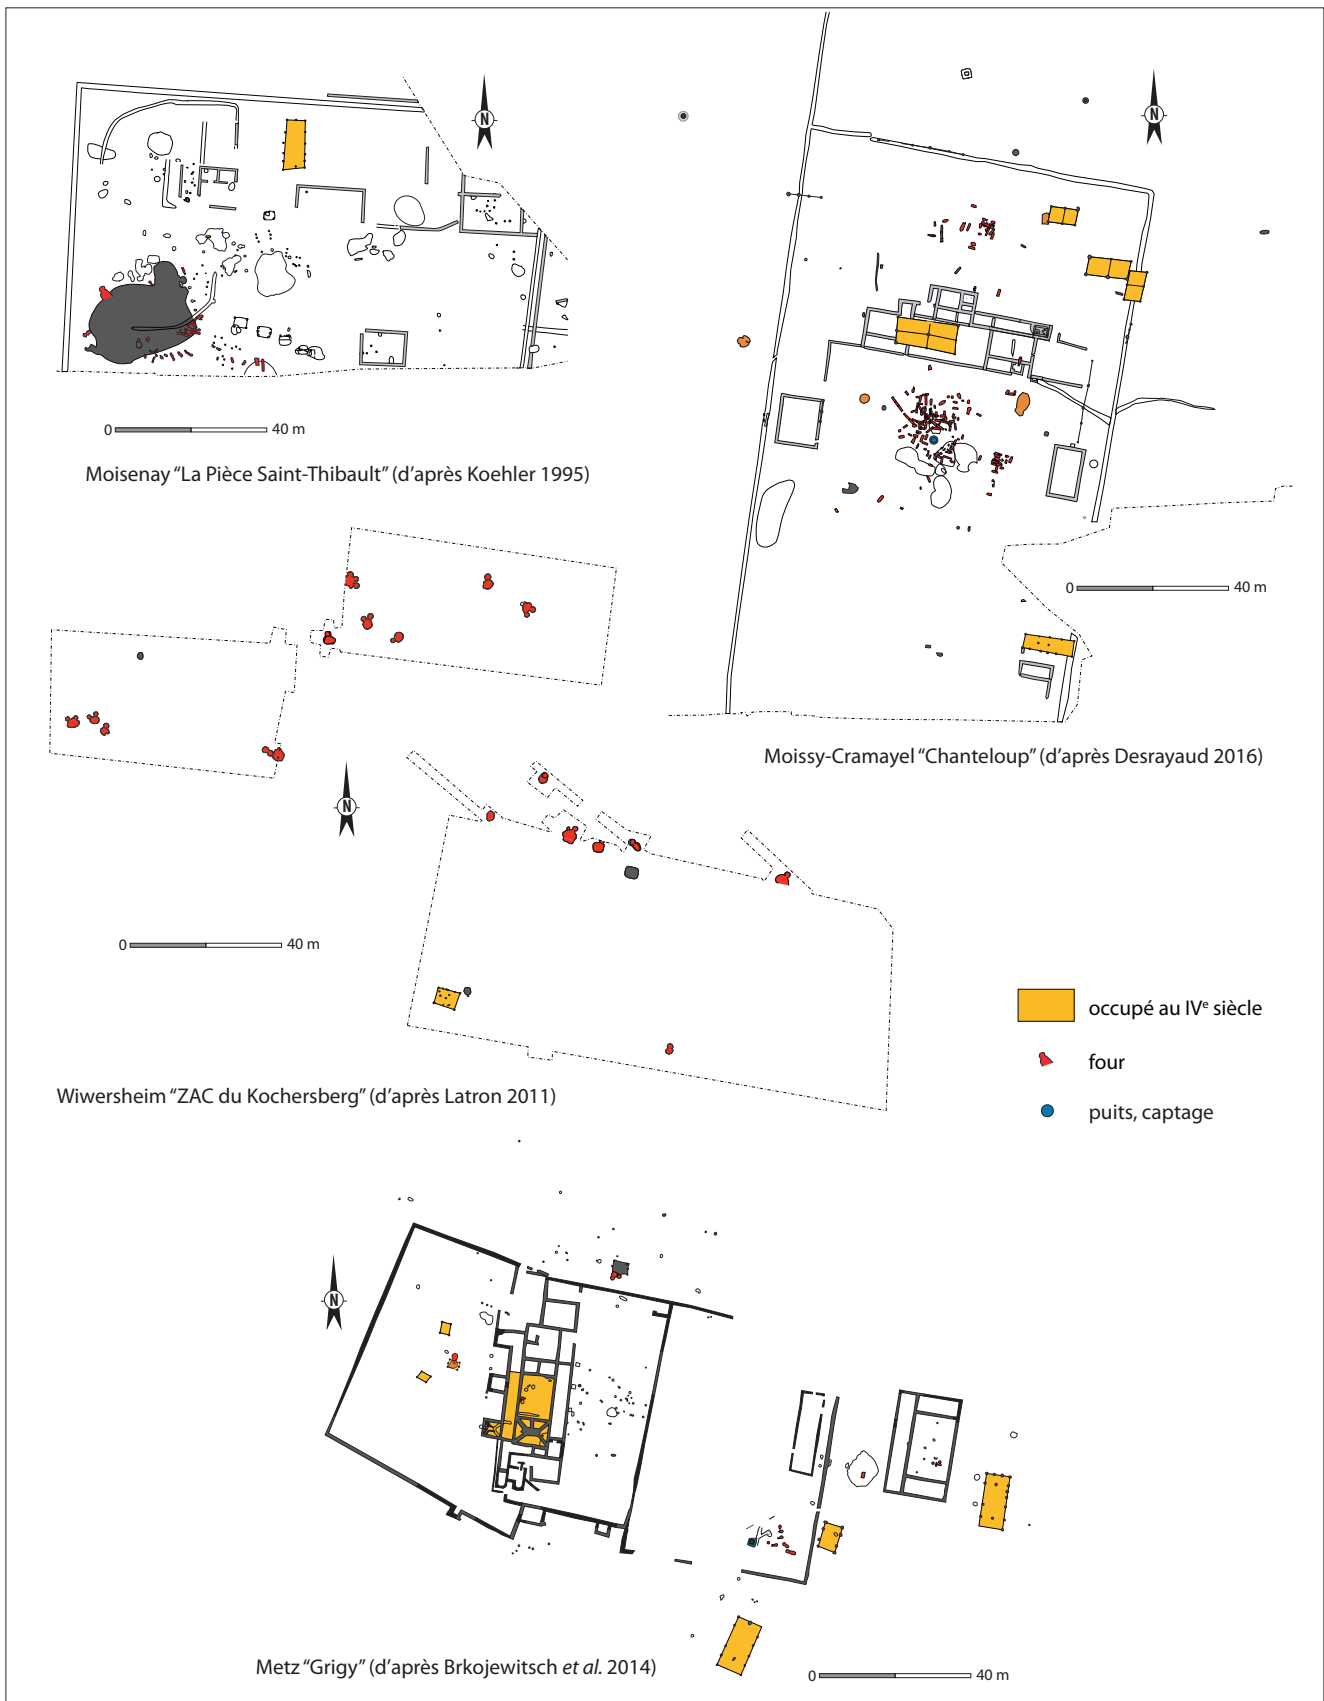 N
0 40 m
Moisenay “La Pièce Saint-Thibault” (d’après Koehler 1995)
N
0 40 m
Moissy-Cramayel “Chanteloup” (d’après Desrayaud 2016)
N
0 40 m
Wiwersheim “ZAC du Kochersberg” (d’après Latron 2011)
occupé au IVe siècle
four
puits, captage
N
Metz “Grigy” (d’après Brkojewitsch et al. 2014)
0 40 m